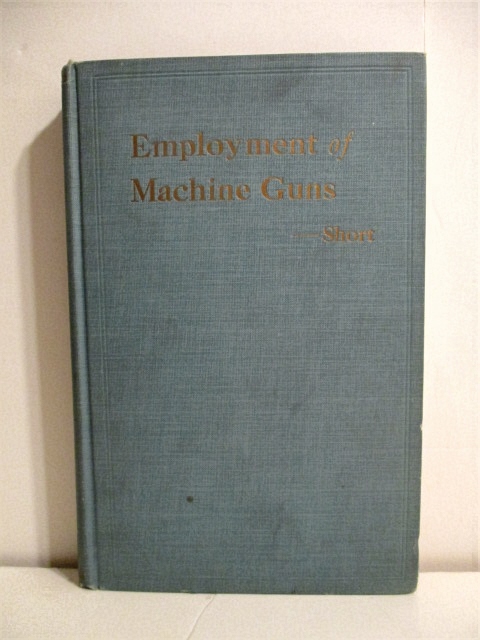 Employment of
Machine Guns
—Short